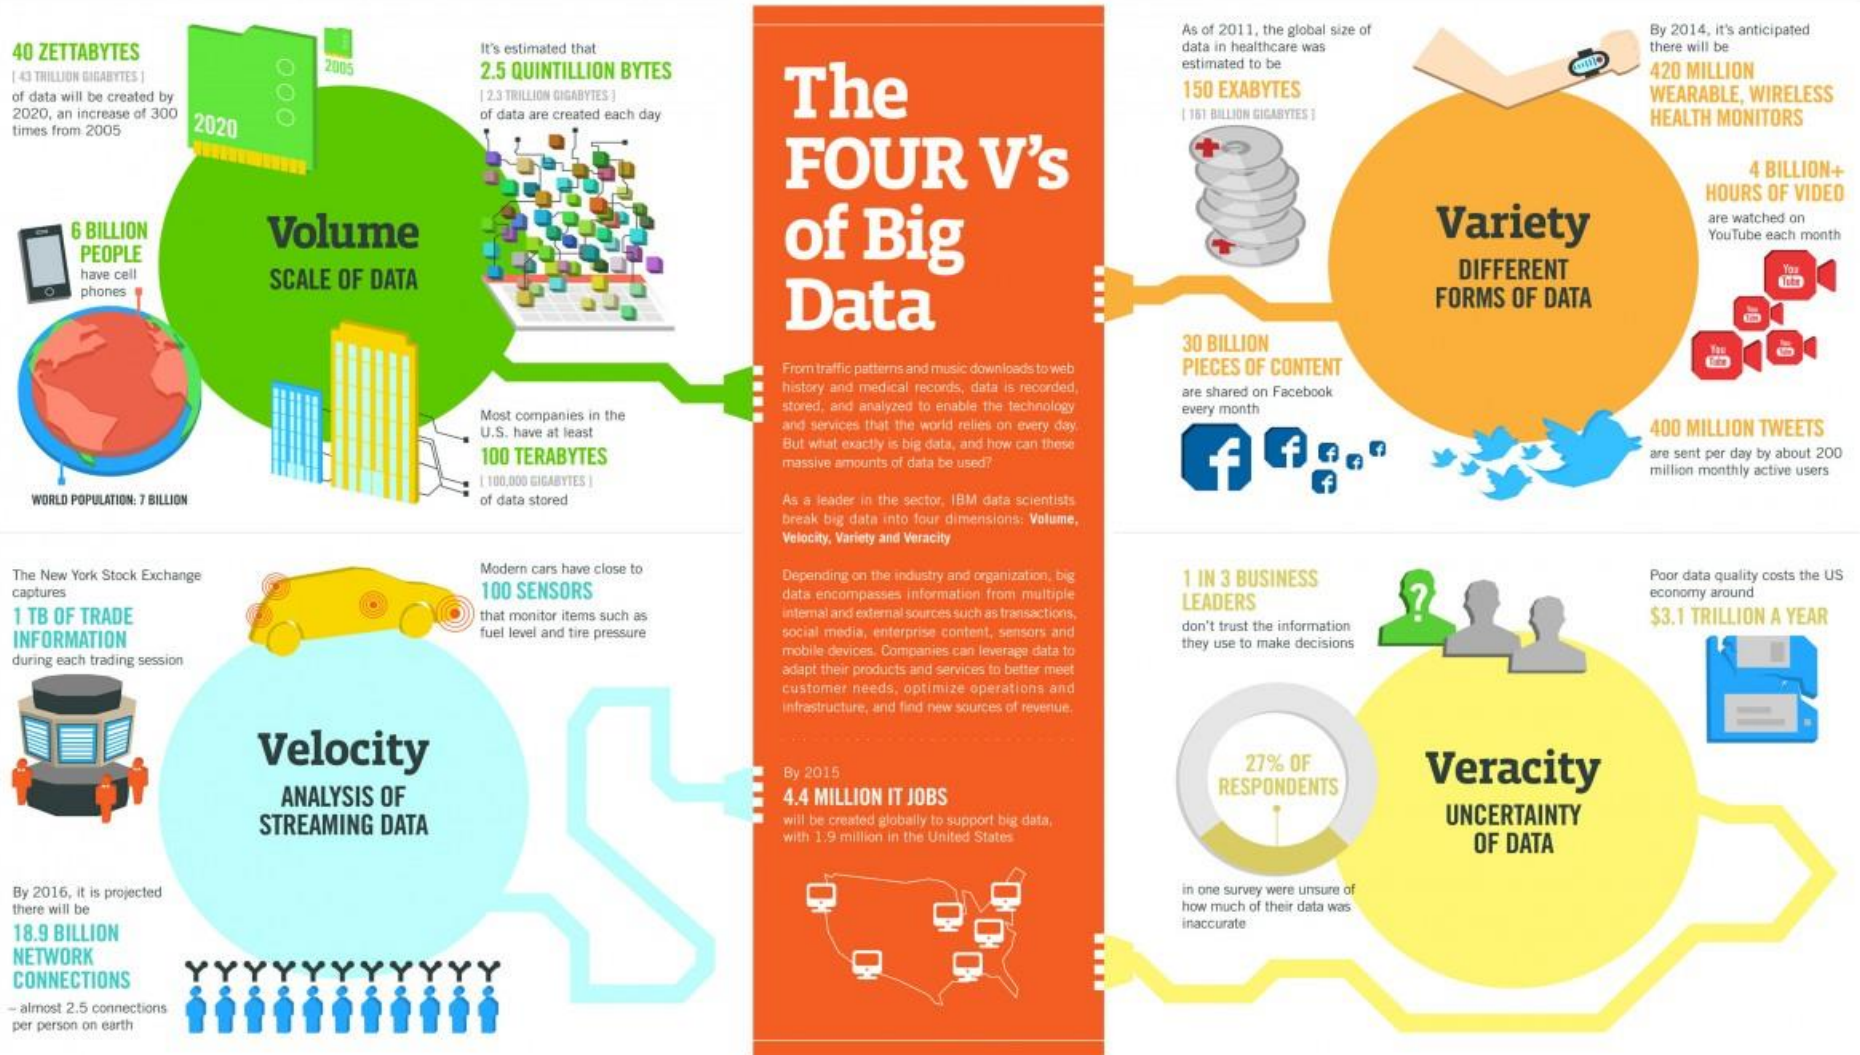 40 ZETTABYTES
[ 43 TRILLION GIGABYTES ]
of data will be created by
2020, an increase of 300
times from 2005
2020
2005
It's estimated that
2.5 QUINTILLION BYTES
[ 2.3 TRILLION GIGABYTES ]
of data are created each day
6 BILLION
PEOPLE
have cell
phones
Volume
SCALE OF DATA
WORLD POPULATION: 7 BILLION
Most companies in the
U.S. have at least
100 TERABYTES
[ 100,000 GIGABYTES ]
of data stored
The New York Stock Exchange
captures
1 TB OF TRADE
INFORMATION
during each trading session
Modern cars have close to
100 SENSORS
that monitor items such as
fuel level and tire pressure
Velocity
ANALYSIS OF
STREAMING DATA
By 2016, it is projected
there will be
18.9 BILLION
NETWORK
CONNECTIONS
– almost 2.5 connections
per person on earth
The
FOUR V's
of Big
Data
From traffic patterns and music downloads to web
history and medical records, data is recorded,
stored, and analyzed to enable the technology
and services that the world relies on every day.
But what exactly is big data, and how can these
massive amounts of data be used?
As a leader in the sector, IBM data scientists
break big data into four dimensions: Volume,
Velocity, Variety and Veracity
Depending on the industry and organization, big
data encompasses information from multiple
internal and external sources such as transactions,
social media, enterprise content, sensors and
mobile devices. Companies can leverage data to
adapt their products and services to better meet
customer needs, optimize operations and
infrastructure, and find new sources of revenue.
By 2015
4.4 MILLION IT JOBS
will be created globally to support big data,
with 1.9 million in the United States
As of 2011, the global size of
data in healthcare was
estimated to be
150 EXABYTES
[ 161 BILLION GIGABYTES ]
By 2014, it's anticipated
there will be
420 MILLION
WEARABLE, WIRELESS
HEALTH MONITORS
4 BILLION+
HOURS OF VIDEO
are watched on
YouTube each month
You
Tube
You
Tube
You
Tube
You
Tube
Variety
DIFFERENT
FORMS OF DATA
30 BILLION
PIECES OF CONTENT
are shared on Facebook
every month
f
f
f
f
f
f
400 MILLION TWEETS
are sent per day by about 200
million monthly active users
1 IN 3 BUSINESS
LEADERS
don't trust the information
they use to make decisions
?
Poor data quality costs the US
economy around
$3.1 TRILLION A YEAR
27% OF
RESPONDENTS
in one survey were unsure of
how much of their data was
inaccurate
Veracity
UNCERTAINTY
OF DATA